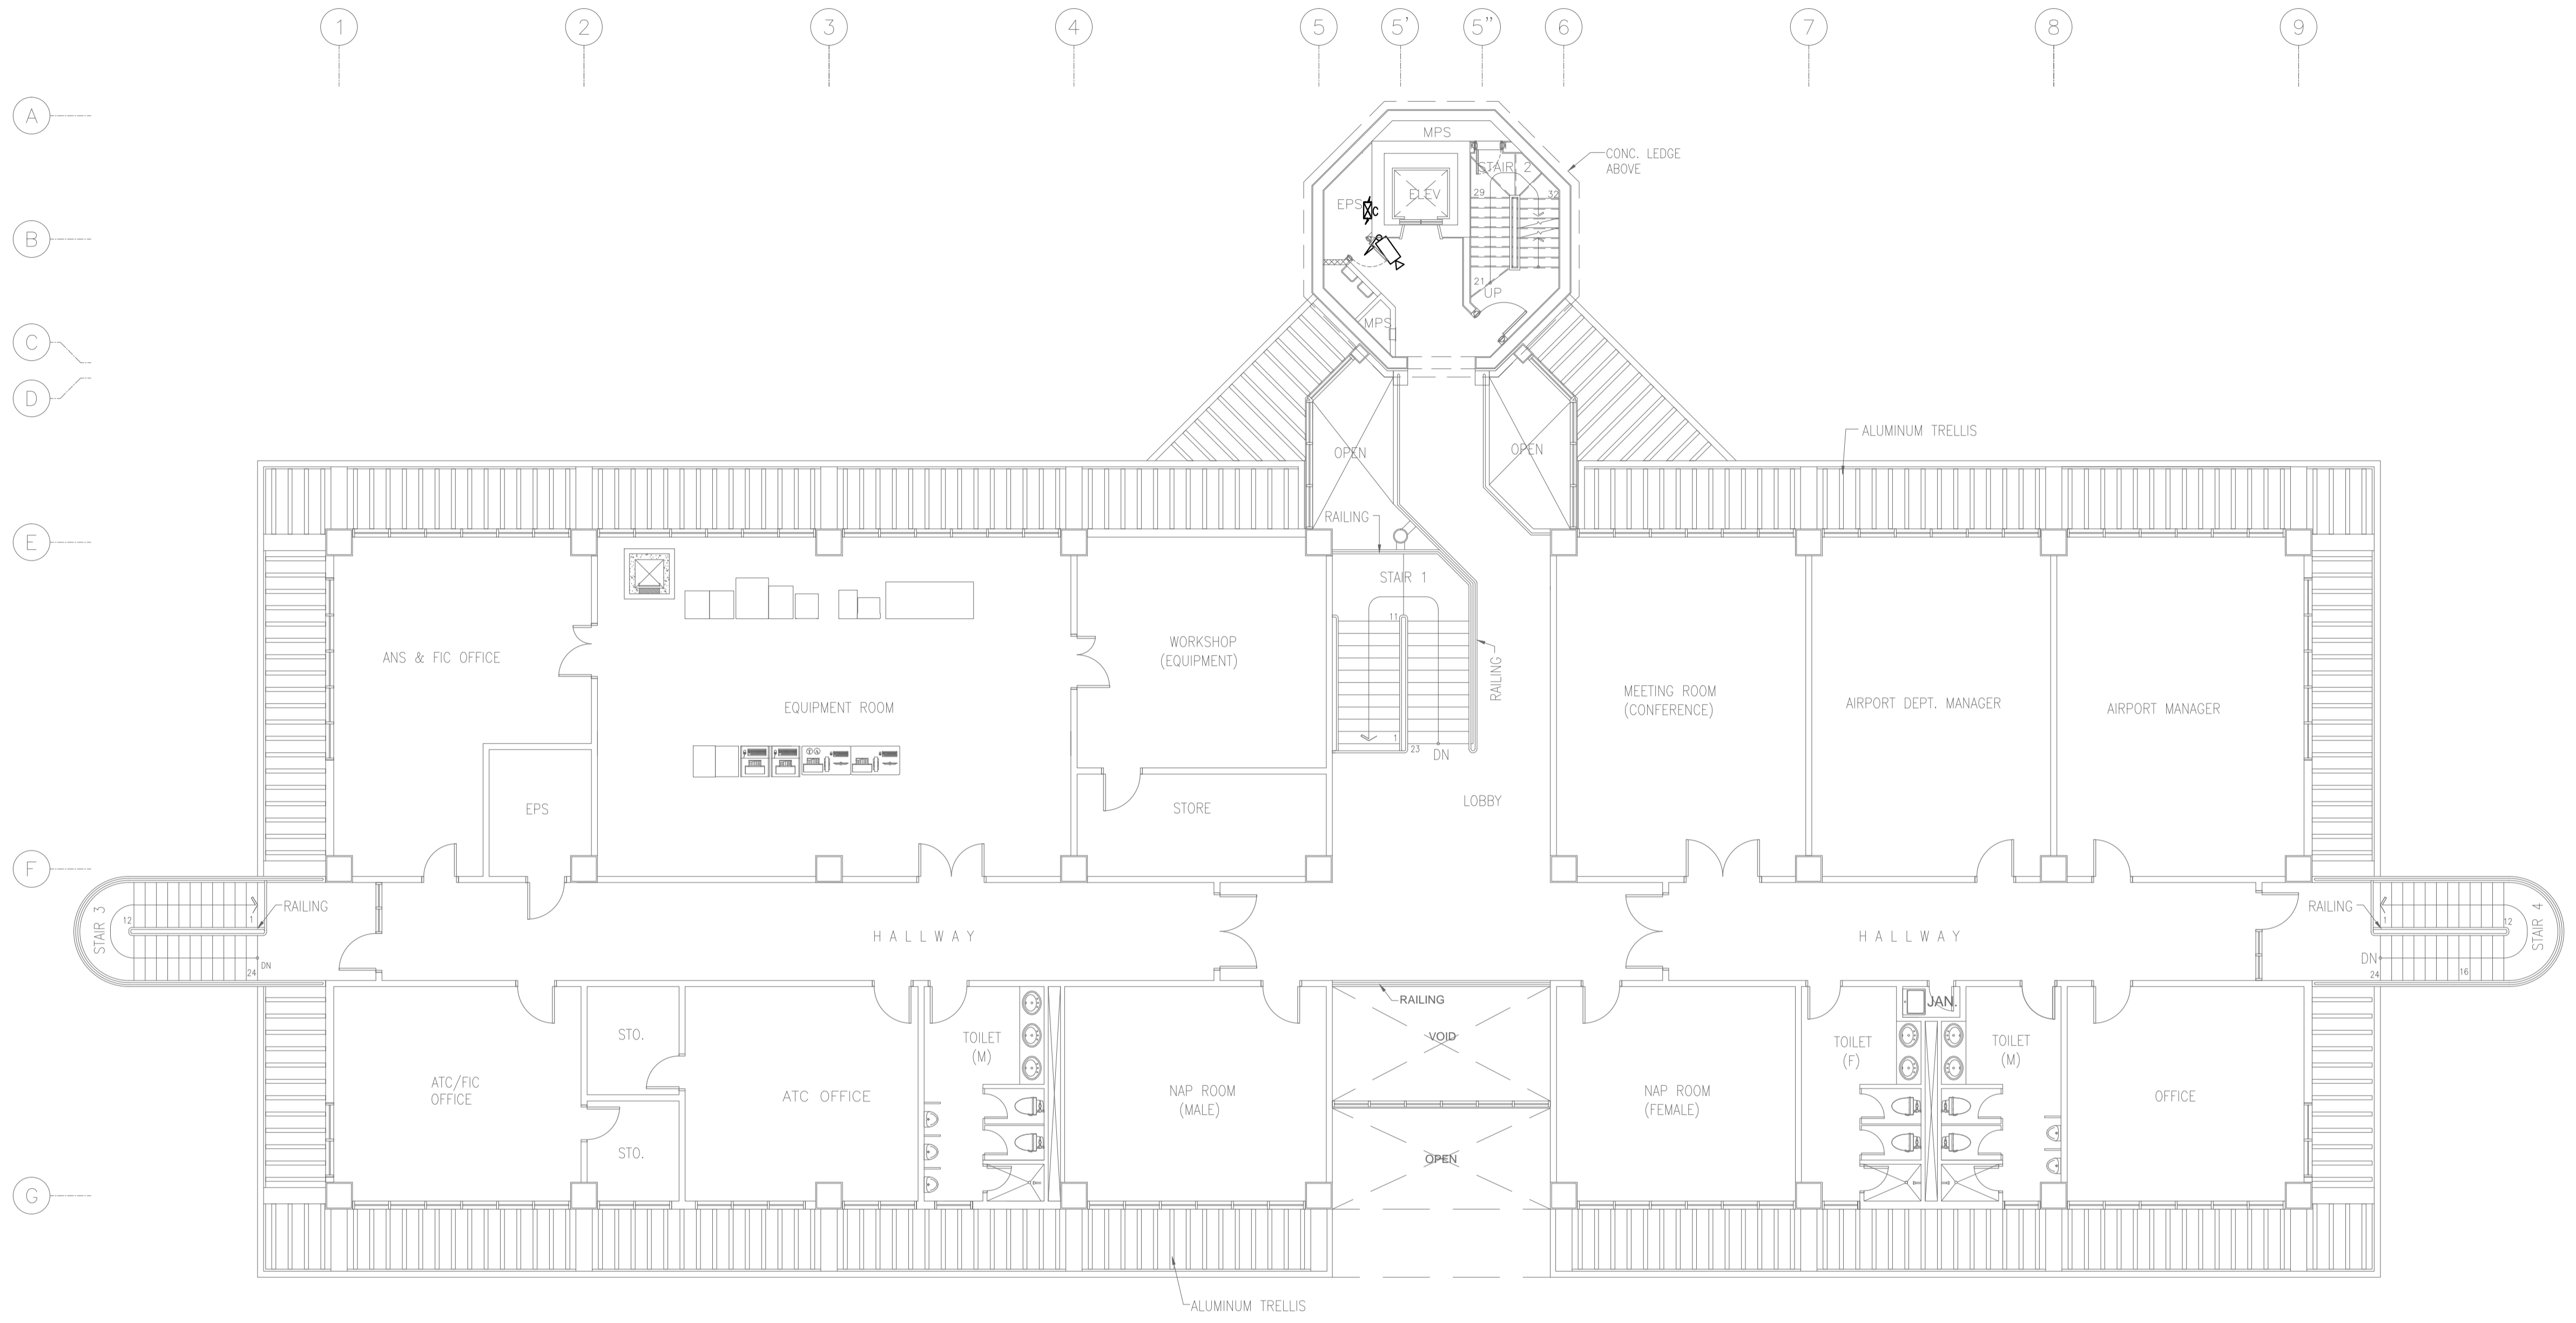 1 2 3 4 5 5' 5" 6 7 8 9
A
MPS
CONC. LEDGE
ABOVE
STAIR 2
29
32
ELEV
EPS
C
B
21
UP
MPS
C
D
ALUMINUM TRELLIS
OPEN
OPEN
RAILING
E
STAIR 1
11
ANS & FIC OFFICE
WORKSHOP
(EQUIPMENT)
RAILING
EQUIPMENT ROOM
MEETING ROOM
(CONFERENCE)
AIRPORT DEPT. MANAGER
AIRPORT MANAGER
1
23
DN
EPS
STORE
LOBBY
F
STAIR 3
12
1
RAILING
24
DN
HALLWAY
HALLWAY
RAILING
1
12
STAIR 4
DN
24
16
RAILING
JAN.
STO.
TOILET
(M)
VOID
TOILET
(F)
TOILET
(M)
ATC/FIC
OFFICE
ATC OFFICE
NAP ROOM
(MALE)
NAP ROOM
(FEMALE)
OFFICE
STO.
OPEN
G
ALUMINUM TRELLIS